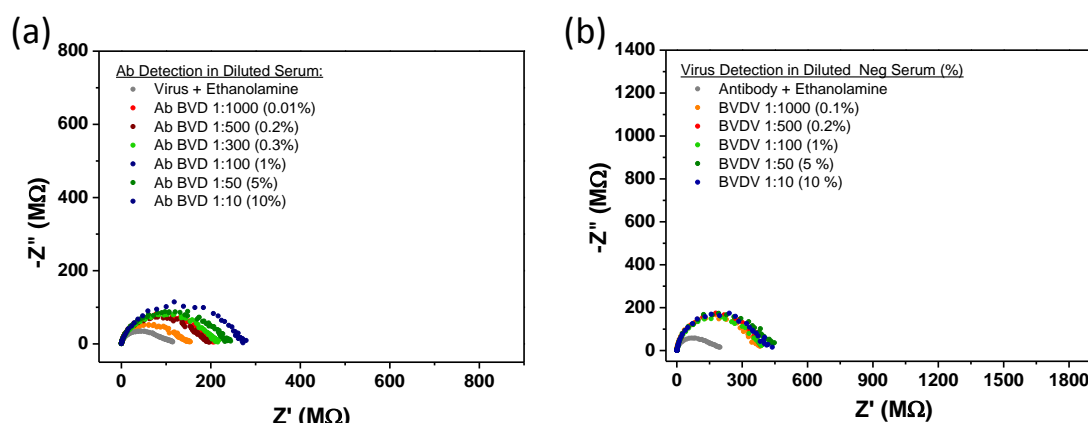 (a)
800
600
400
200
0
-Z" (MΩ)
Ab Detection in Diluted Serum:
Virus + Ethanolamine
Ab BVD 1:1000 (0.01%)
Ab BVD 1:500 (0.2%)
Ab BVD 1:300 (0.3%)
Ab BVD 1:100 (1%)
Ab BVD 1:50 (5%)
Ab BVD 1:10 (10%)
0 200 400 600 800
Z' (MΩ)
(b)
1400
1200
1000
800
600
400
200
0
-Z" (MΩ)
Virus Detection in Diluted Neg Serum (%)
Antibody + Ethanolamine
BVDV 1:1000 (0.1%)
BVDV 1:500 (0.2%)
BVDV 1:100 (1%)
BVDV 1:50 (5 %)
BVDV 1:10 (10 %)
0 300 600 900 1200 1500 1800
Z' (MΩ)